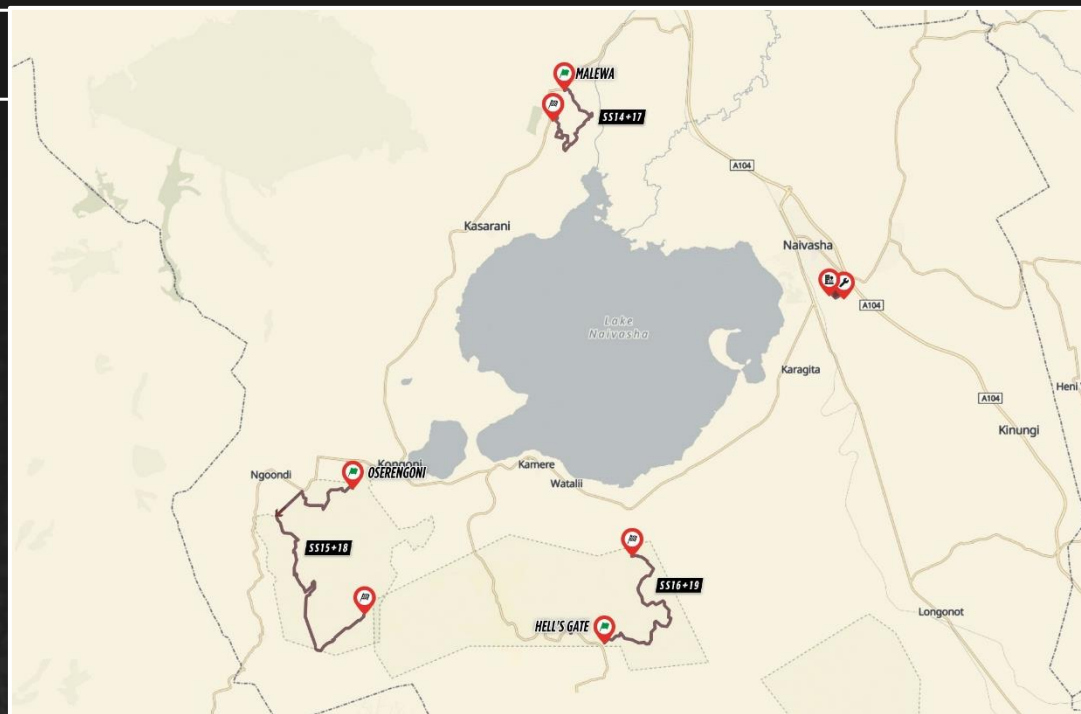 MALEWA
SS14+17
A104
Kasarani
Naivasha
A104
Lake
Naivasha
Karagita
Heni
A104
Kinungi
Kongoni
Ngoondi
OSERENGONI
Kamere
Watalii
SS15+18
SS16+19
Longonot
HELL'S GATE